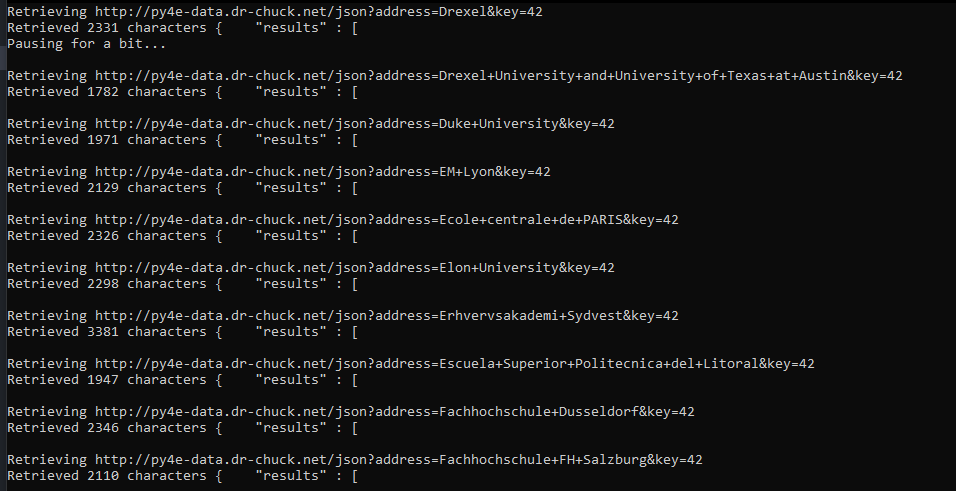 Retrieving http://py4e-data.dr-chuck.net/json?address=Drexel&key=42
Retrieved 2331 characters {    "results" : [
Pausing for a bit...
Retrieving http://py4e-data.dr-chuck.net/json?address=Drexel+University+and+University+of+Texas+at+Austin&key=42
Retrieved 1782 characters {    "results" : [
Retrieving http://py4e-data.dr-chuck.net/json?address=Duke+University&key=42
Retrieved 1971 characters {    "results" : [
Retrieving http://py4e-data.dr-chuck.net/json?address=EM+Lyon&key=42
Retrieved 2129 characters {    "results" : [
Retrieving http://py4e-data.dr-chuck.net/json?address=Ecole+centrale+de+PARIS&key=42
Retrieved 2326 characters {    "results" : [
Retrieving http://py4e-data.dr-chuck.net/json?address=Elon+University&key=42
Retrieved 2298 characters {    "results" : [
Retrieving http://py4e-data.dr-chuck.net/json?address=Erhvervsakademi+Sydvest&key=42
Retrieved 3381 characters {    "results" : [
Retrieving http://py4e-data.dr-chuck.net/json?address=Escuela+Superior+Politecnica+del+Litoral&key=42
Retrieved 1947 characters {    "results" : [
Retrieving http://py4e-data.dr-chuck.net/json?address=Fachhochschule+Dusseldorf&key=42
Retrieved 2346 characters {    "results" : [
Retrieving http://py4e-data.dr-chuck.net/json?address=Fachhochschule+FH+Salzburg&key=42
Retrieved 2110 characters {    "results" : [